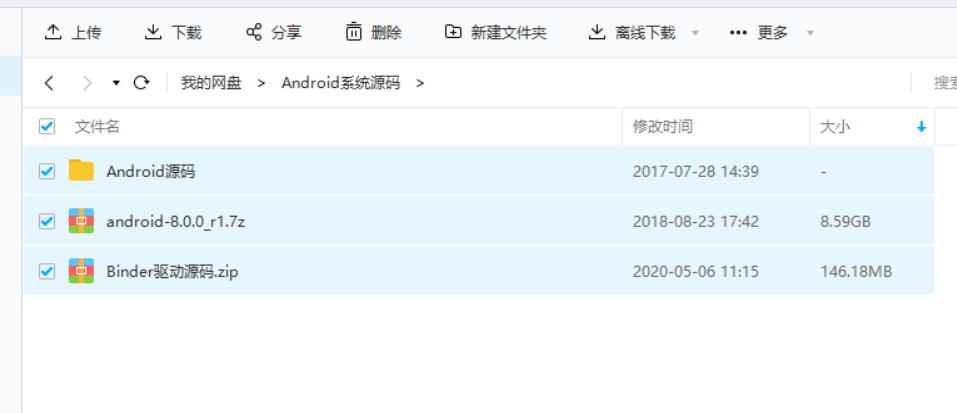 上传 下载 分享 删除 新建文件夹 离线下载 更多
我的网盘 > Android系统源码 > 搜索
文件名 修改时间 大小
Android源码 2017-07-28 14:39 -
android-8.0.0_r1.7z 2018-08-23 17:42 8.59GB
Binder驱动源码.zip 2020-05-06 11:15 146.18MB